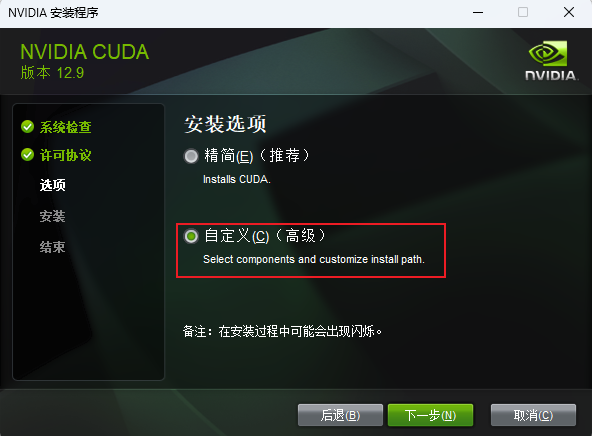 NVIDIA 安装程序
NVIDIA CUDA
版本 12.9
NVIDIA.
系统检查
许可协议
选项
安装
结束
安装选项
精简(E)（推荐）
Installs CUDA.
自定义(C)（高级）
Select components and customize install path.
备注：在安装过程中可能会出现闪烁。
后退(B)
下一步(N)
取消(C)